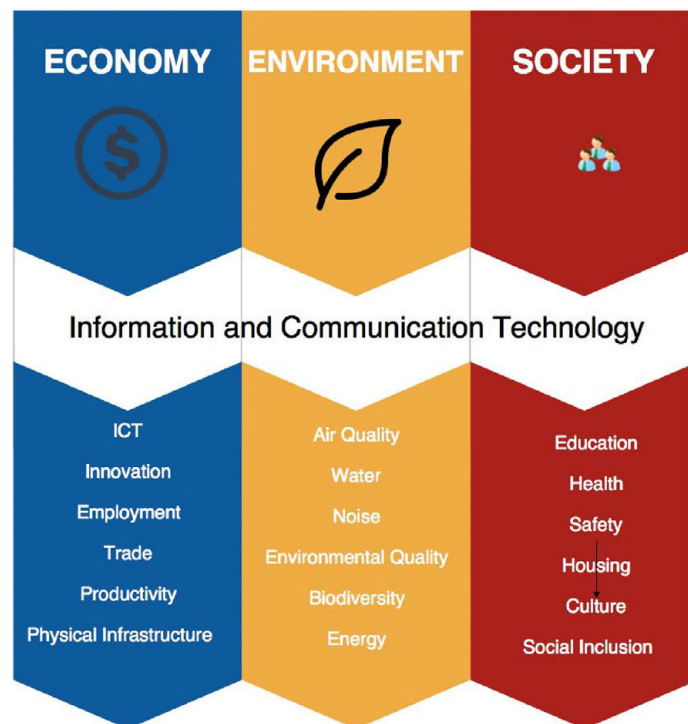 ECONOMY
ENVIRONMENT
SOCIETY
$
Information and Communication Technology
ICT
Innovation
Employment
Trade
Productivity
Physical Infrastructure
Air Quality
Water
Noise
Environmental Quality
Biodiversity
Energy
Education
Health
Safety
Housing
Culture
Social Inclusion